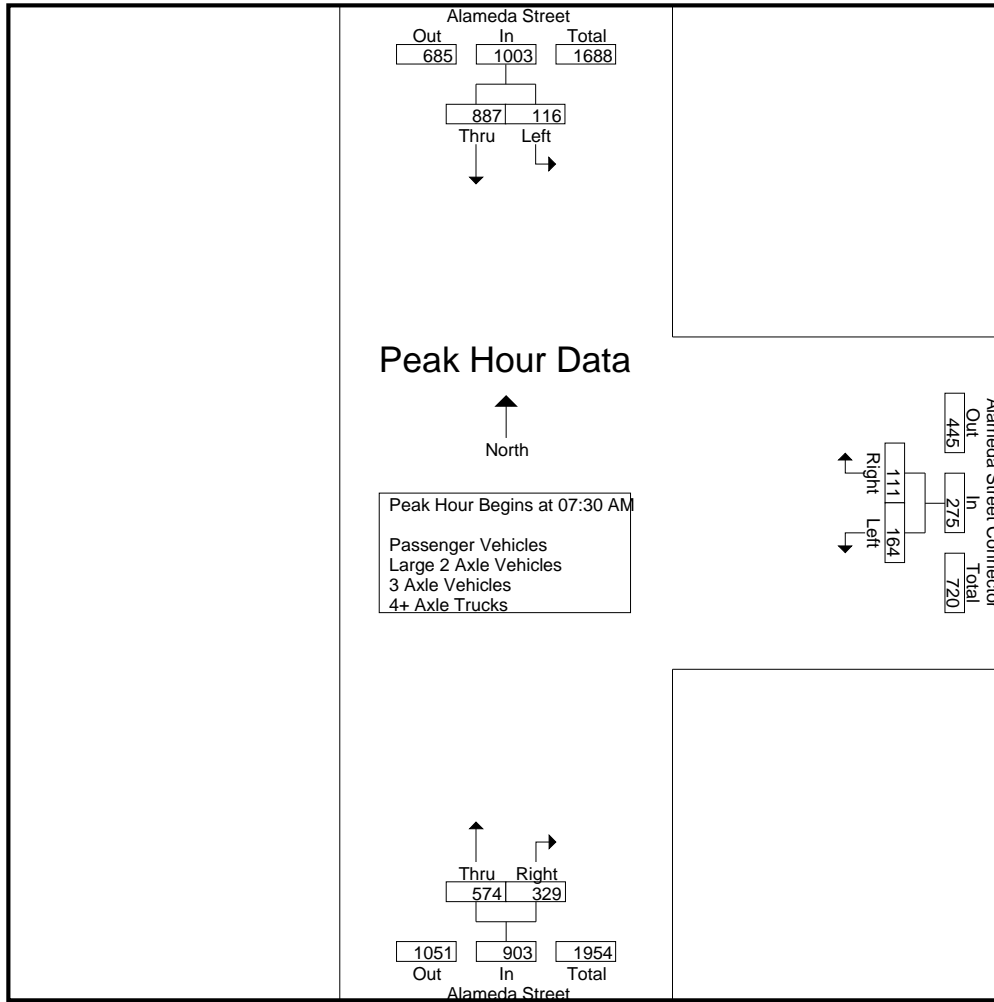 Alameda Street
Out In Total
685 1003 1688
887 116
Thru Left
Peak Hour Data
North
Peak Hour Begins at 07:30 AM
Passenger Vehicles
Large 2 Axle Vehicles
3 Axle Vehicles
4+ Axle Trucks
Alameda Street Connector
Out In Total
445 275 720
111 164
Right Left
Thru Right
574 329
1051 903 1954
Out In Total
Alameda Street